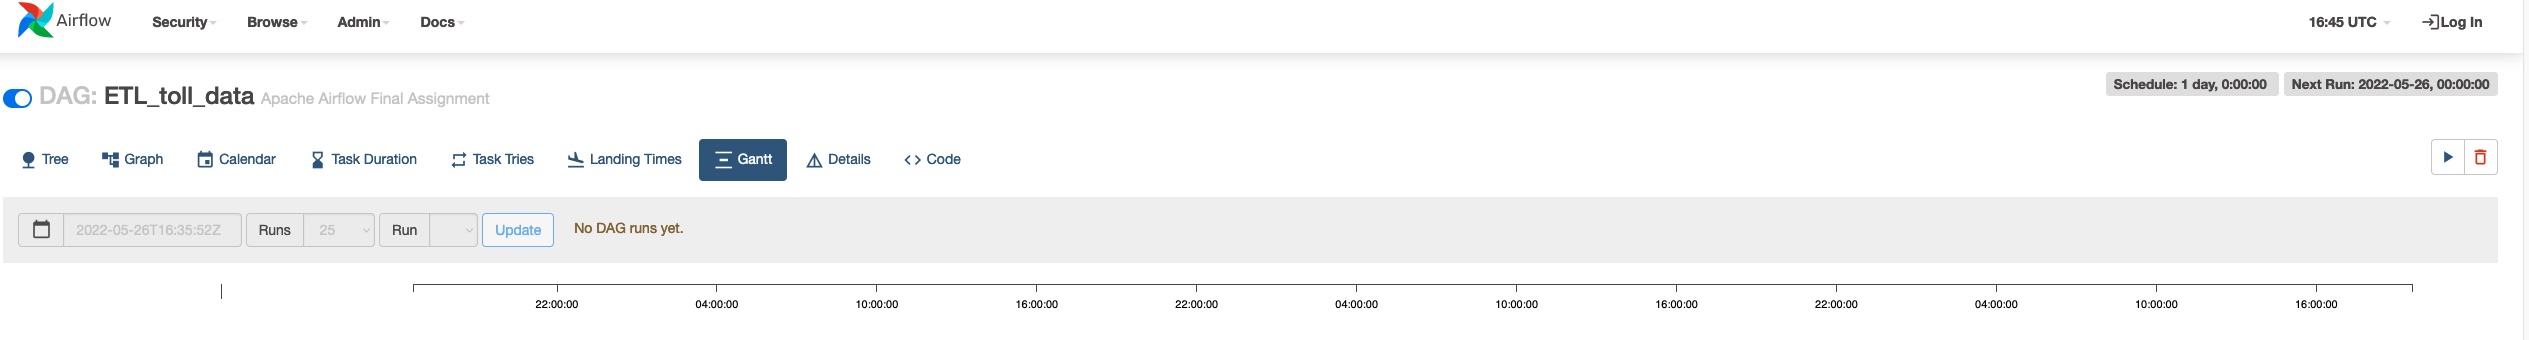 Airflow Security Browse Admin Docs 16:45 UTC Log In
DAG: ETL_toll_data Apache Airflow Final Assignment Schedule: 1 day, 0:00:00 Next Run: 2022-05-26, 00:00:00
Tree Graph Calendar Task Duration Task Tries Landing Times Gantt Details Code
2022-05-26T16:35:52Z Runs 25 Run Update No DAG runs yet.
22:00:00 04:00:00 10:00:00 16:00:00 22:00:00 04:00:00 10:00:00 16:00:00 22:00:00 04:00:00 10:00:00 16:00:00